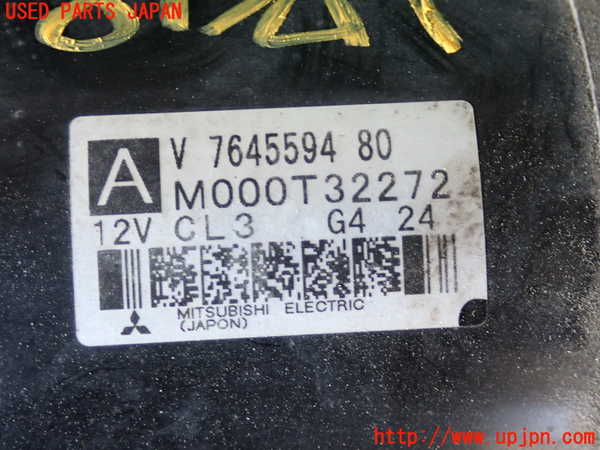 USED PARTS JAPAN
A
V 7645594 80
M000T32272
12V CL3 G4 24
MITSUBISHI ELECTRIC
(JAPON)
http://www.upjpn.com/